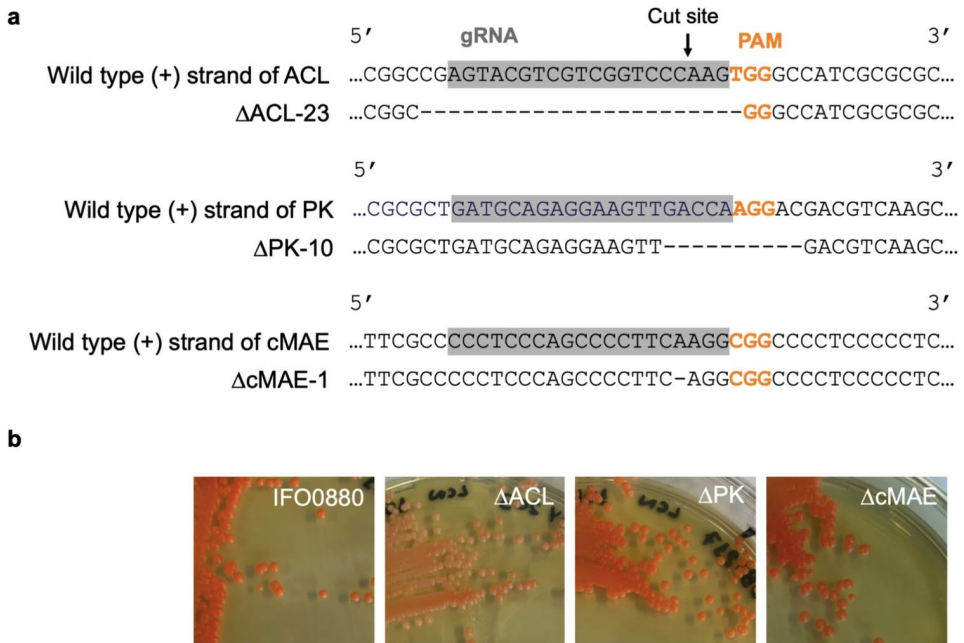 a
Cut site
5′ gRNA PAM 3′
Wild type (+) strand of ACL …CGGCCGAGTACGTCGTCGGTCCCAAGTGGGCCATCGCGCGC…
ΔACL-23 …CGGC-----------------------GGGCCATCGCGCGC…
5′ 3′
Wild type (+) strand of PK …CGCGCTGATGCAGAGGAAGTTGACCAAGGACGACGTCAAGC…
ΔPK-10 …CGCGCTGATGCAGAGGAAGTT----------GACGTCAAGC…
5′ 3′
Wild type (+) strand of cMAE …TTCGCCCCCTCCCAGCCCCTTCAAGGCGGCCCCTCCCCCTC…
ΔcMAE-1 …TTCGCCCCCTCCCAGCCCCTTC-AGGCGGCCCCTCCCCCTC…
b
IFO0880 ΔACL ΔPK ΔcMAE